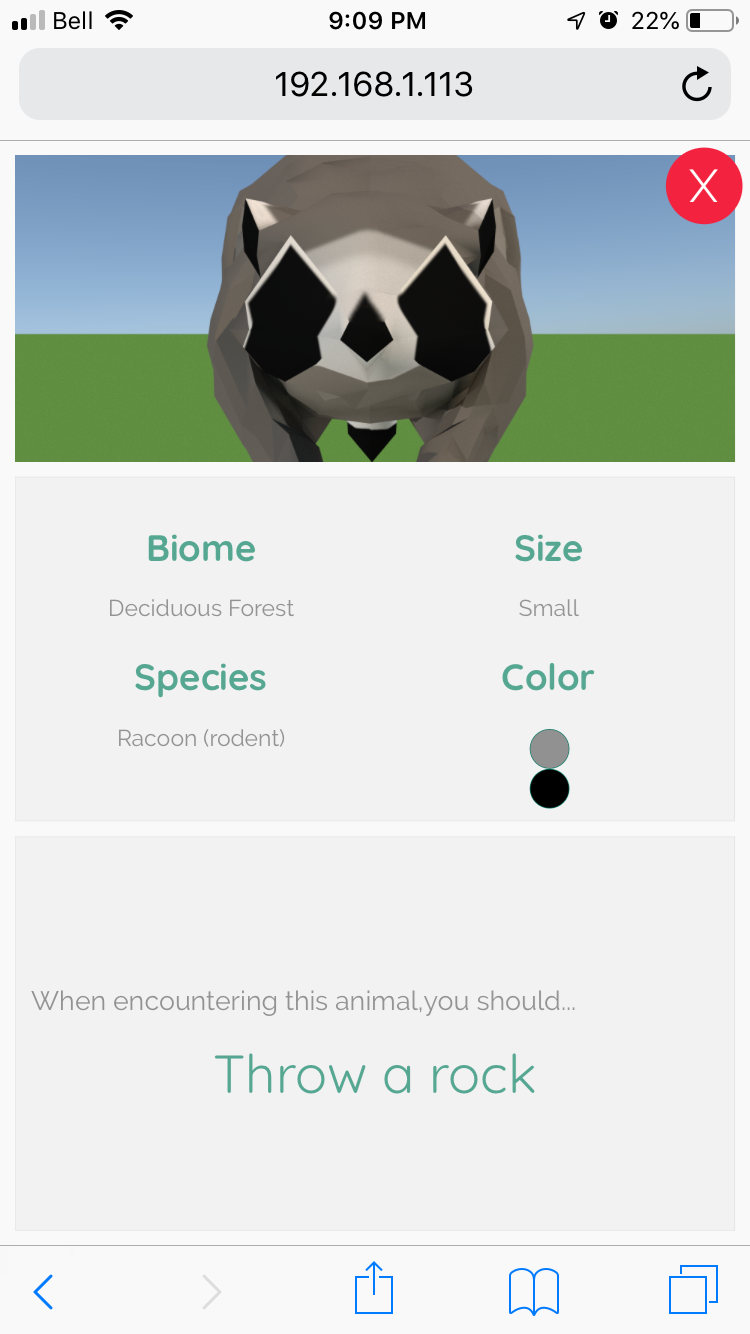 Bell 9:09 PM 22%
192.168.1.113
X
Biome Size
Deciduous Forest Small
Species Color
Racoon (rodent)
When encountering this animal,you should...
Throw a rock